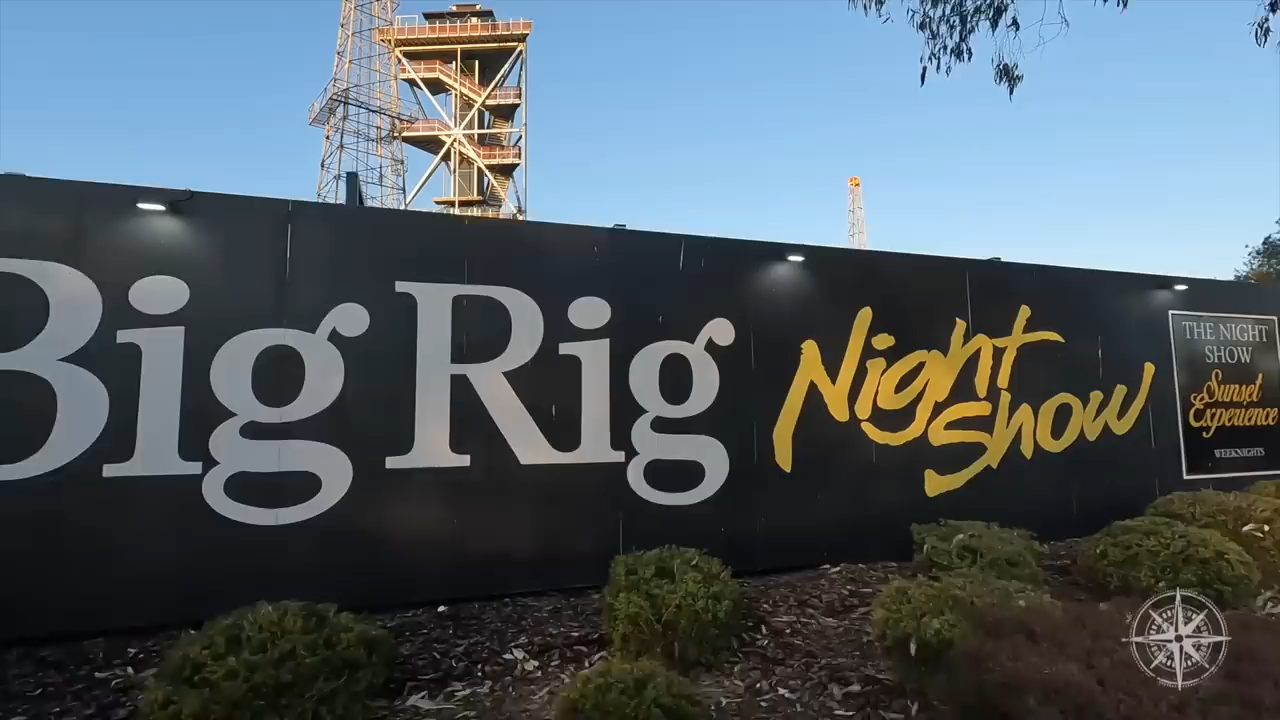 Big Rig
Night
Show
THE NIGHT
SHOW
Sunset
Experience
WEEKNIGHTS